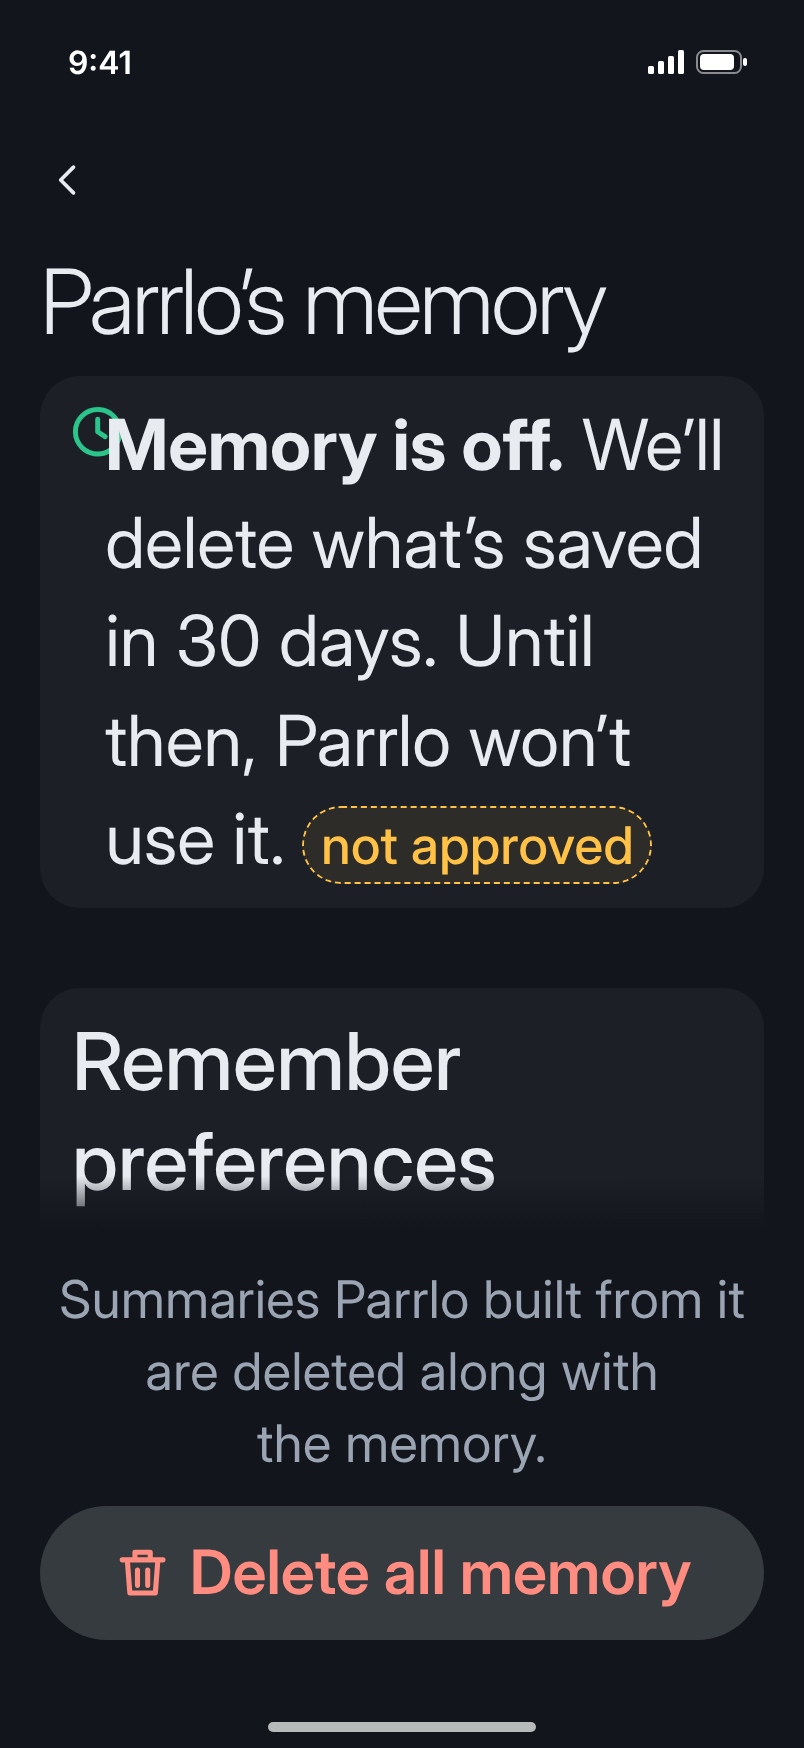 9:41
Parrlo’s memory
Memory is off. We’ll
delete what’s saved
in 30 days. Until
then, Parrlo won’t
use it. not approved
Remember
preferences
Summaries Parrlo built from it
are deleted along with
the memory.
Delete all memory